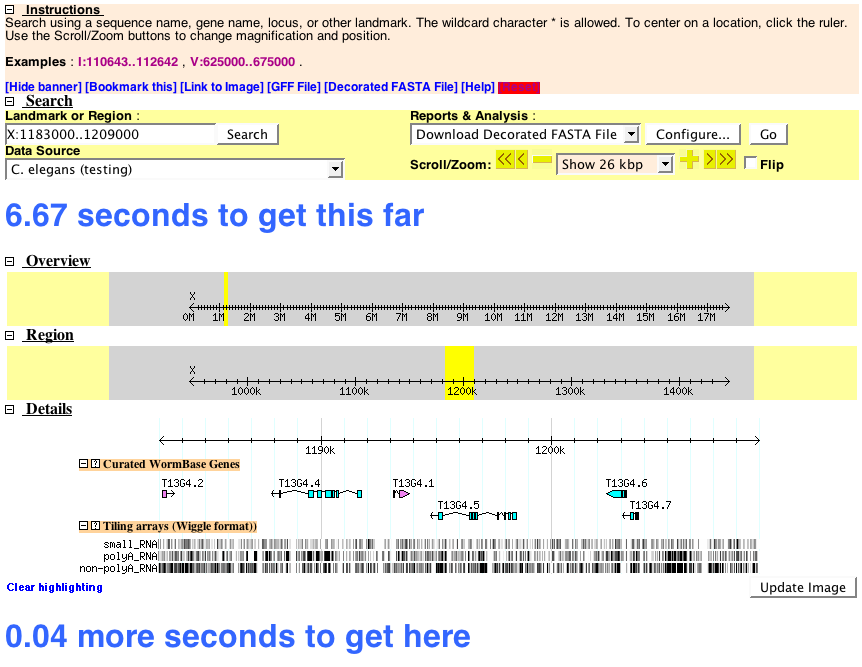 Instructions
Search using a sequence name, gene name, locus, or other landmark. The wildcard character * is allowed. To center on a location, click the ruler.
Use the Scroll/Zoom buttons to change magnification and position.
Examples : I:110643..112642 , V:625000..675000 .
[Hide banner] [Bookmark this] [Link to Image] [GFF File] [Decorated FASTA File] [Help] [Reset]
Search
Landmark or Region : Reports & Analysis :
X:1183000..1209000 Search Download Decorated FASTA File Configure... Go
Data Source
C. elegans (testing) Scroll/Zoom: << < Show 26 kbp > >> Flip
6.67 seconds to get this far
Overview
X
0M 1M 2M 3M 4M 5M 6M 7M 8M 9M 10M 11M 12M 13M 14M 15M 16M 17M
Region
X
1000k 1100k 1200k 1300k 1400k
Details
1190k 1200k
Curated WormBase Genes
T13G4.2 T13G4.4 T13G4.1 T13G4.6
T13G4.5 T13G4.7
Tiling arrays (Wiggle format))
small_RNA
polyA_RNA
non-polyA_RNA
Clear highlighting Update Image
0.04 more seconds to get here